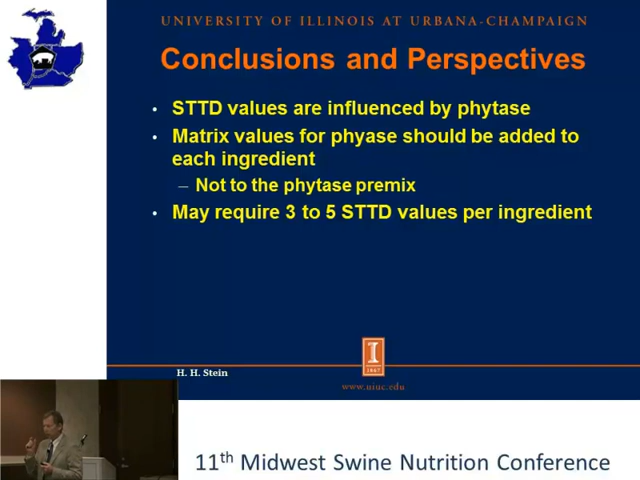 UNIVERSITY OF ILLINOIS AT URBANA-CHAMPAIGN
Conclusions and Perspectives
• STTD values are influenced by phytase
• Matrix values for phyase should be added to
each ingredient
– Not to the phytase premix
• May require 3 to 5 STTD values per ingredient
I
1867
H. H. Stein
www.uiuc.edu
11th Midwest Swine Nutrition Conference